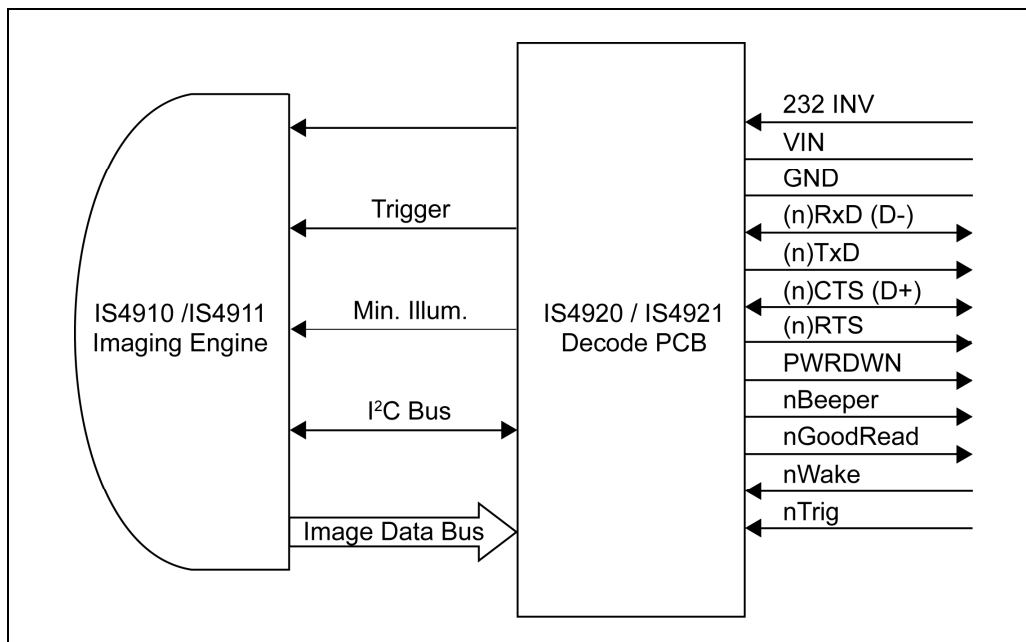 232 INV
VIN
GND
(n)RxD (D-)
Trigger
(n)TxD
(n)CTS (D+)
IS4910 /IS4911
Imaging Engine
Min. Illum.
IS4920 / IS4921
Decode PCB
(n)RTS
PWRDWN
nBeeper
I²C Bus
nGoodRead
nWake
nTrig
Image Data Bus